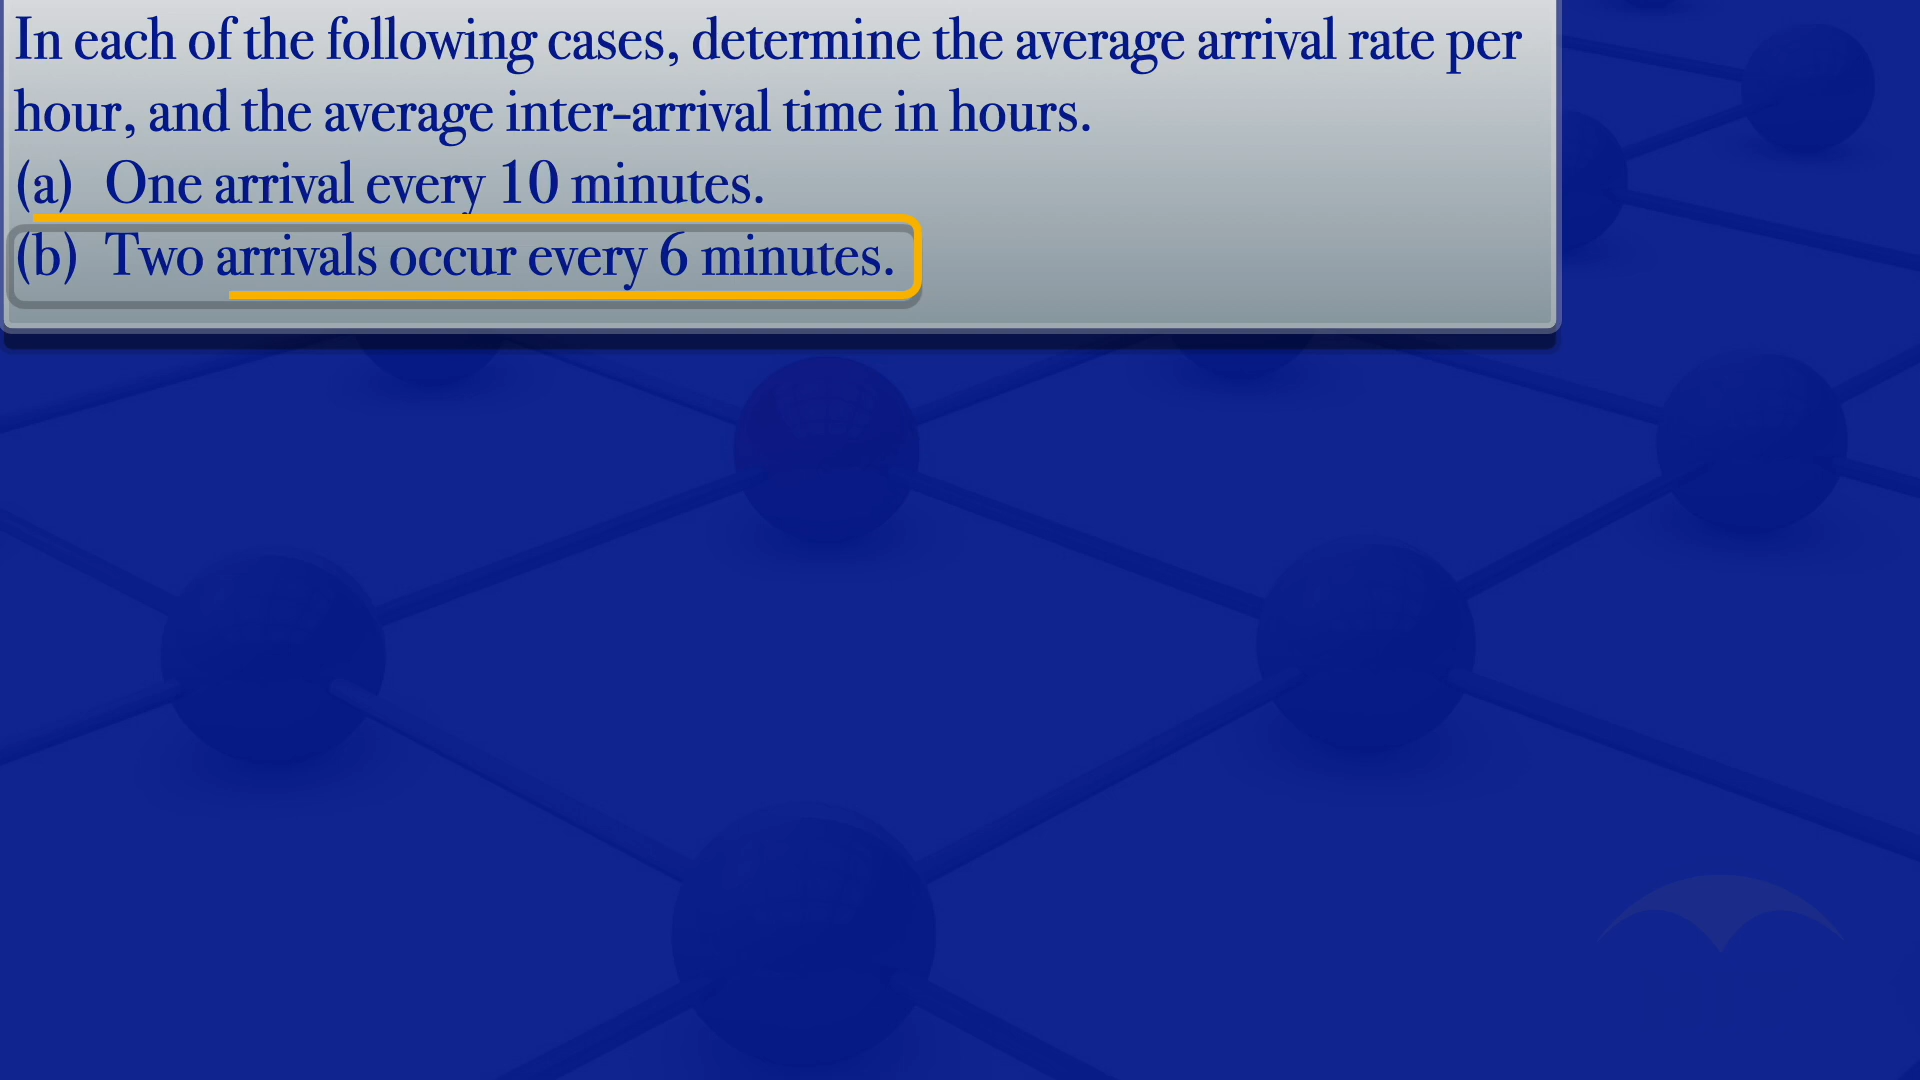 In each of the following cases, determine the average arrival rate per
hour, and the average inter-arrival time in hours.
(a) One arrival every 10 minutes.
(b) Two arrivals occur every 6 minutes.